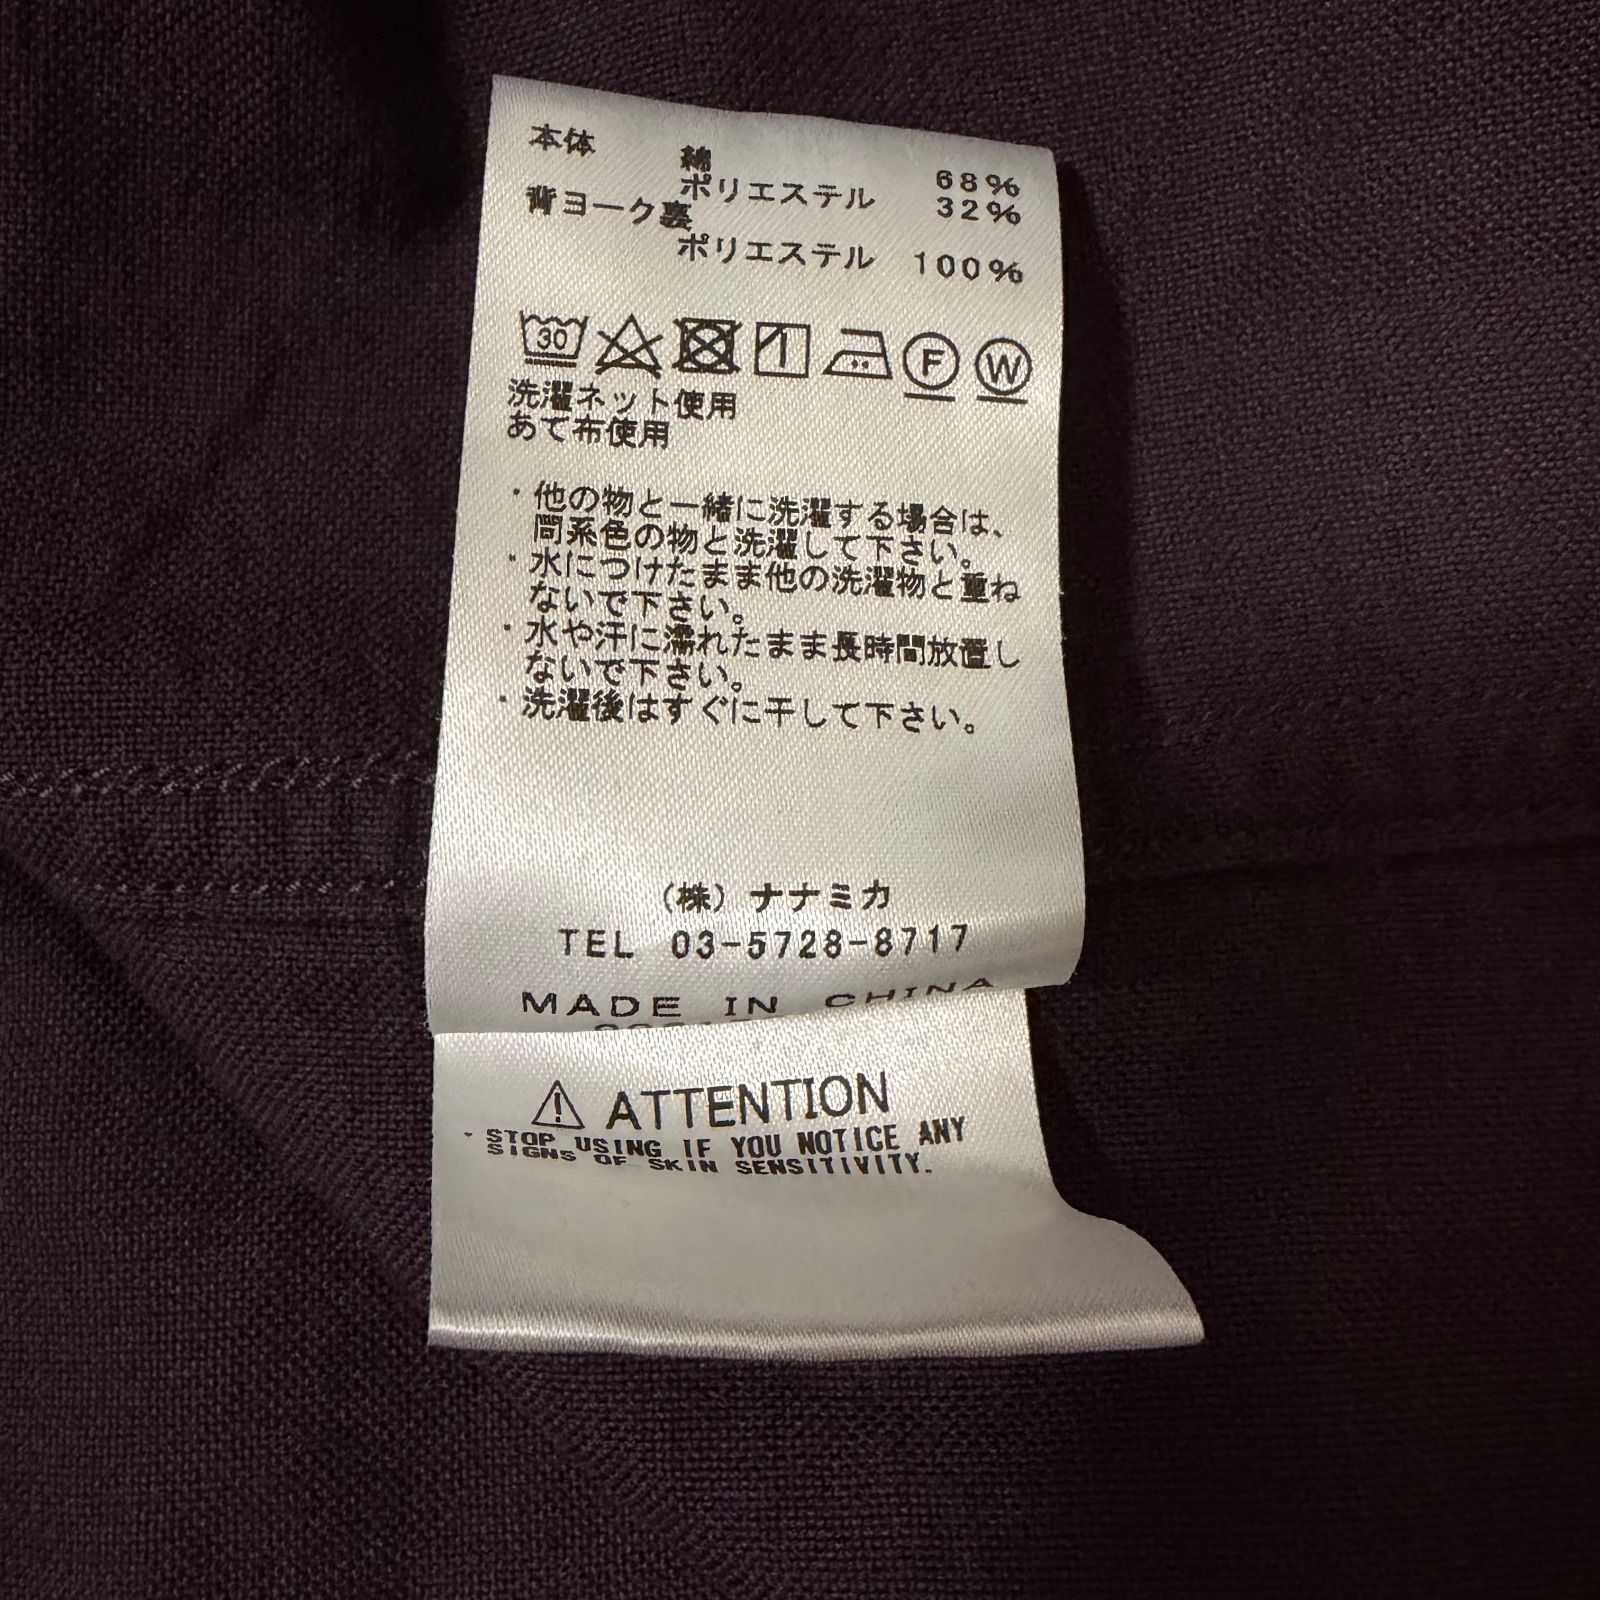 本体 綿 68%
ポリエステル 32%
背ヨーク裏
ポリエステル 100%
30 F W
洗濯ネット使用
あて布使用
・他の物と一緒に洗濯する場合は、
同系色の物と洗濯して下さい。
・水につけたまま他の洗濯物と重ね
ないで下さい。
・水や汗に濡れたまま長時間放置し
ないで下さい。
・洗濯後はすぐに干して下さい。
(株) ナナミカ
TEL 03-5728-8717
MADE IN CHINA
ATTENTION
・STOP USING IF YOU NOTICE ANY
SIGNS OF SKIN SENSITIVITY.